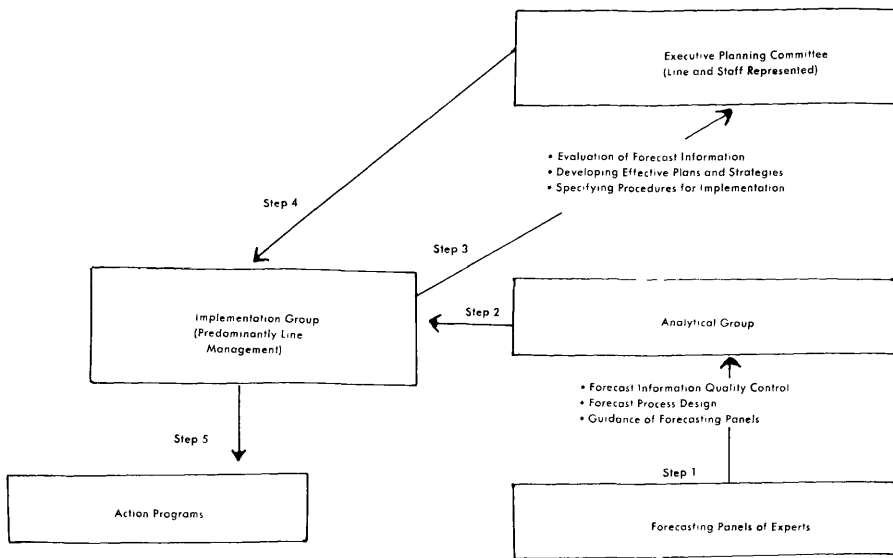 Executive Planning Committee
(Line and Staff Represented)
• Evaluation of Forecast Information
• Developing Effective Plans and Strategies
• Specifying Procedures for Implementation
Step 4
Step 3
Implementation Group
(Predominantly Line
Management)
Step 2
Analytical Group
• Forecast Information Quality Control
• Forecast Process Design
• Guidance of Forecasting Panels
Step 5
Step 1
Action Programs
Forecasting Panels of Experts